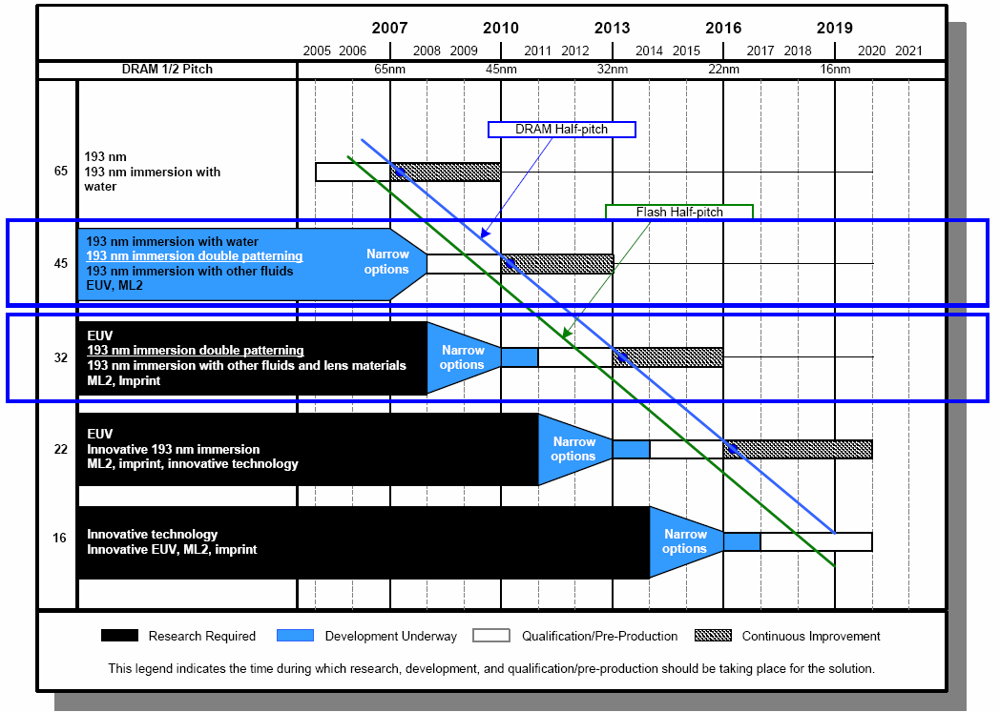 2007 2010 2013 2016 2019
2005 2006 2008 2009 2011 2012 2014 2015 2017 2018 2020 2021
DRAM 1/2 Pitch 65nm 45nm 32nm 22nm 16nm
DRAM Half-pitch
65
193 nm
193 nm immersion with
water
Flash Half-pitch
45
193 nm immersion with water
193 nm immersion double patterning
193 nm immersion with other fluids
EUV, ML2
Narrow
options
32
EUV
193 nm immersion double patterning
193 nm immersion with other fluids and lens materials
ML2, Imprint
Narrow
options
22
EUV
Innovative 193 nm immersion
ML2, imprint, innovative technology
Narrow
options
16
Innovative technology
Innovative EUV, ML2, imprint
Narrow
options
Research Required Development Underway Qualification/Pre-Production Continuous Improvement
This legend indicates the time during which research, development, and qualification/pre-production should be taking place for the solution.